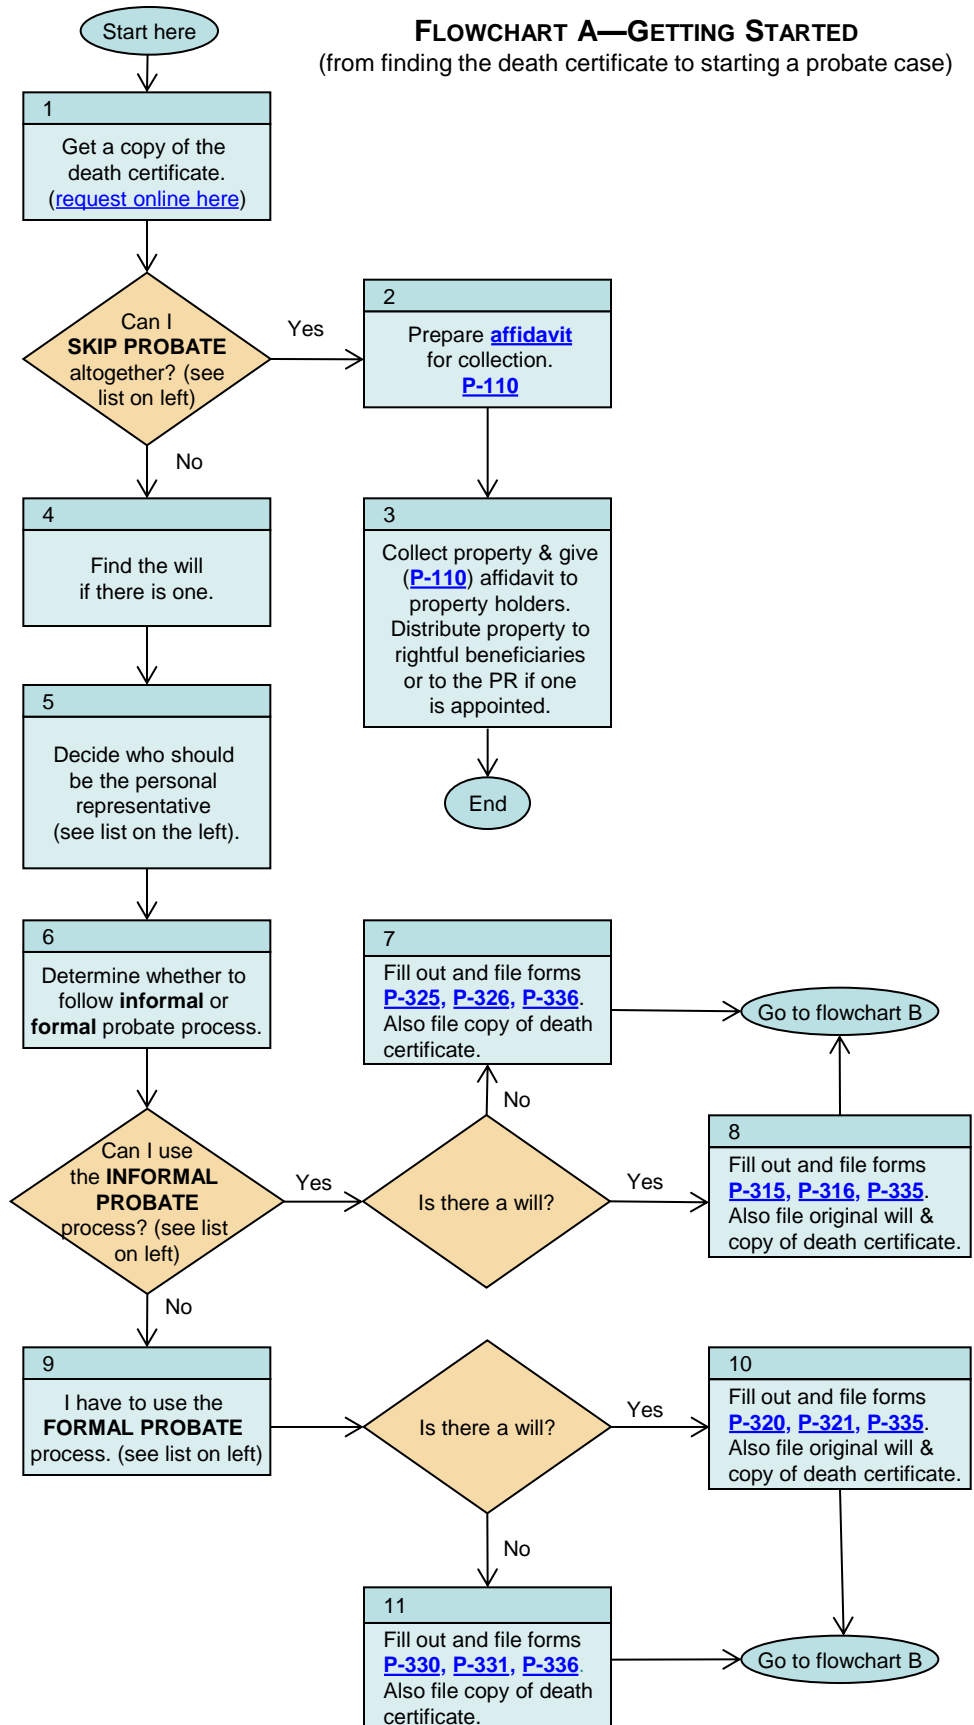 Start here
FLOWCHART A—GETTING STARTED
(from finding the death certificate to starting a probate case)
1
Get a copy of the
death certificate.
(request online here)
Can I
SKIP PROBATE
altogether? (see
list on left)
Yes
2
Prepare affidavit
for collection.
P-110
No
4
Find the will
if there is one.
3
Collect property & give
(P-110) affidavit to
property holders.
Distribute property to
rightful beneficiaries
or to the PR if one
is appointed.
End
5
Decide who should
be the personal
representative
(see list on the left).
6
Determine whether to
follow informal or
formal probate process.
Can I use
the INFORMAL
PROBATE
process? (see list
on left)
Yes
Is there a will?
No
7
Fill out and file forms
P-325, P-326, P-336.
Also file copy of death
certificate.
Go to flowchart B
Yes
8
Fill out and file forms
P-315, P-316, P-335.
Also file original will &
copy of death certificate.
No
9
I have to use the
FORMAL PROBATE
process. (see list on left)
Is there a will?
Yes
10
Fill out and file forms
P-320, P-321, P-335.
Also file original will &
copy of death certificate.
No
11
Fill out and file forms
P-330, P-331, P-336.
Also file copy of death
certificate.
Go to flowchart B